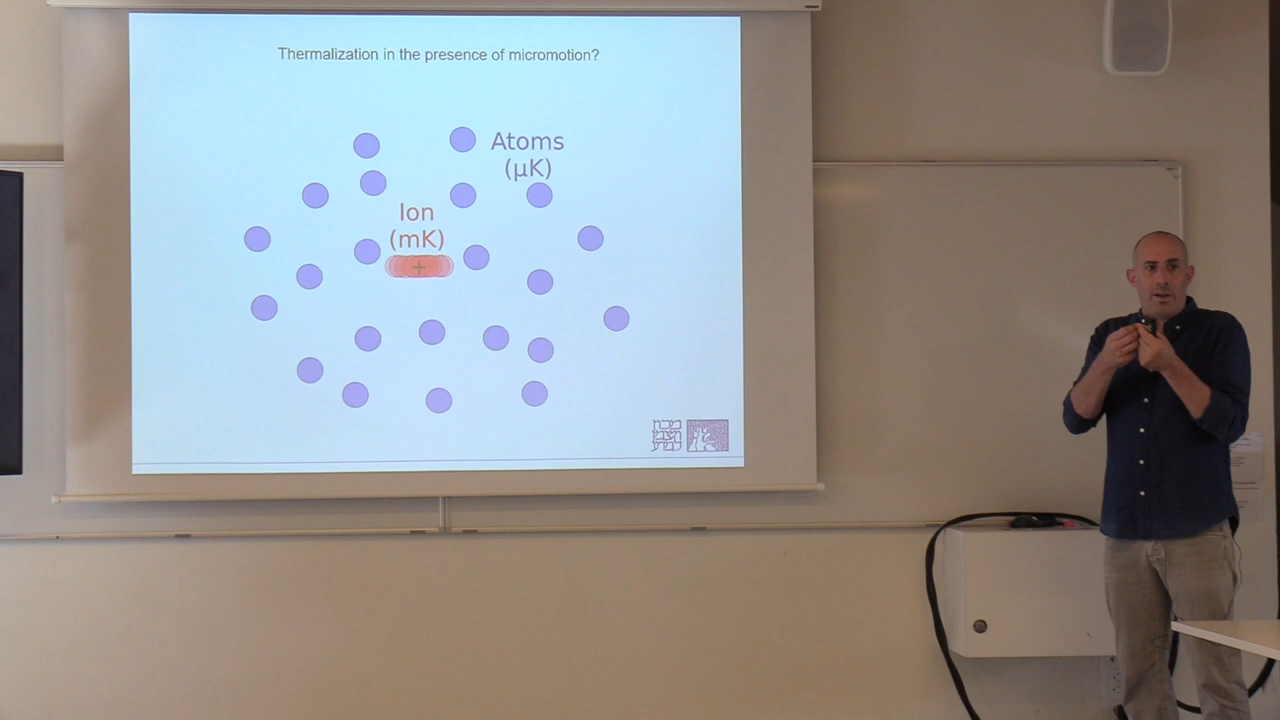 Thermalization in the presence of micromotion?
Atoms
(μK)
Ion
(mK)
+